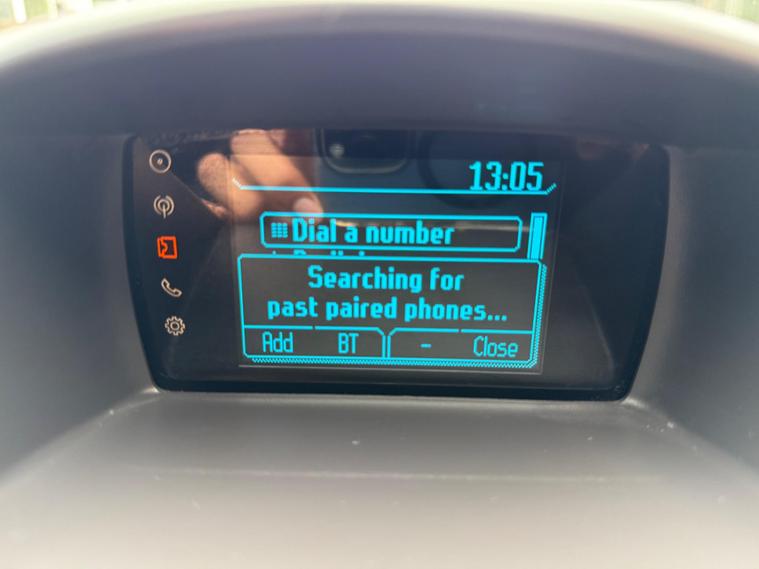 13:05
Dial a number
Searching for
past paired phones...
Add BT - Close